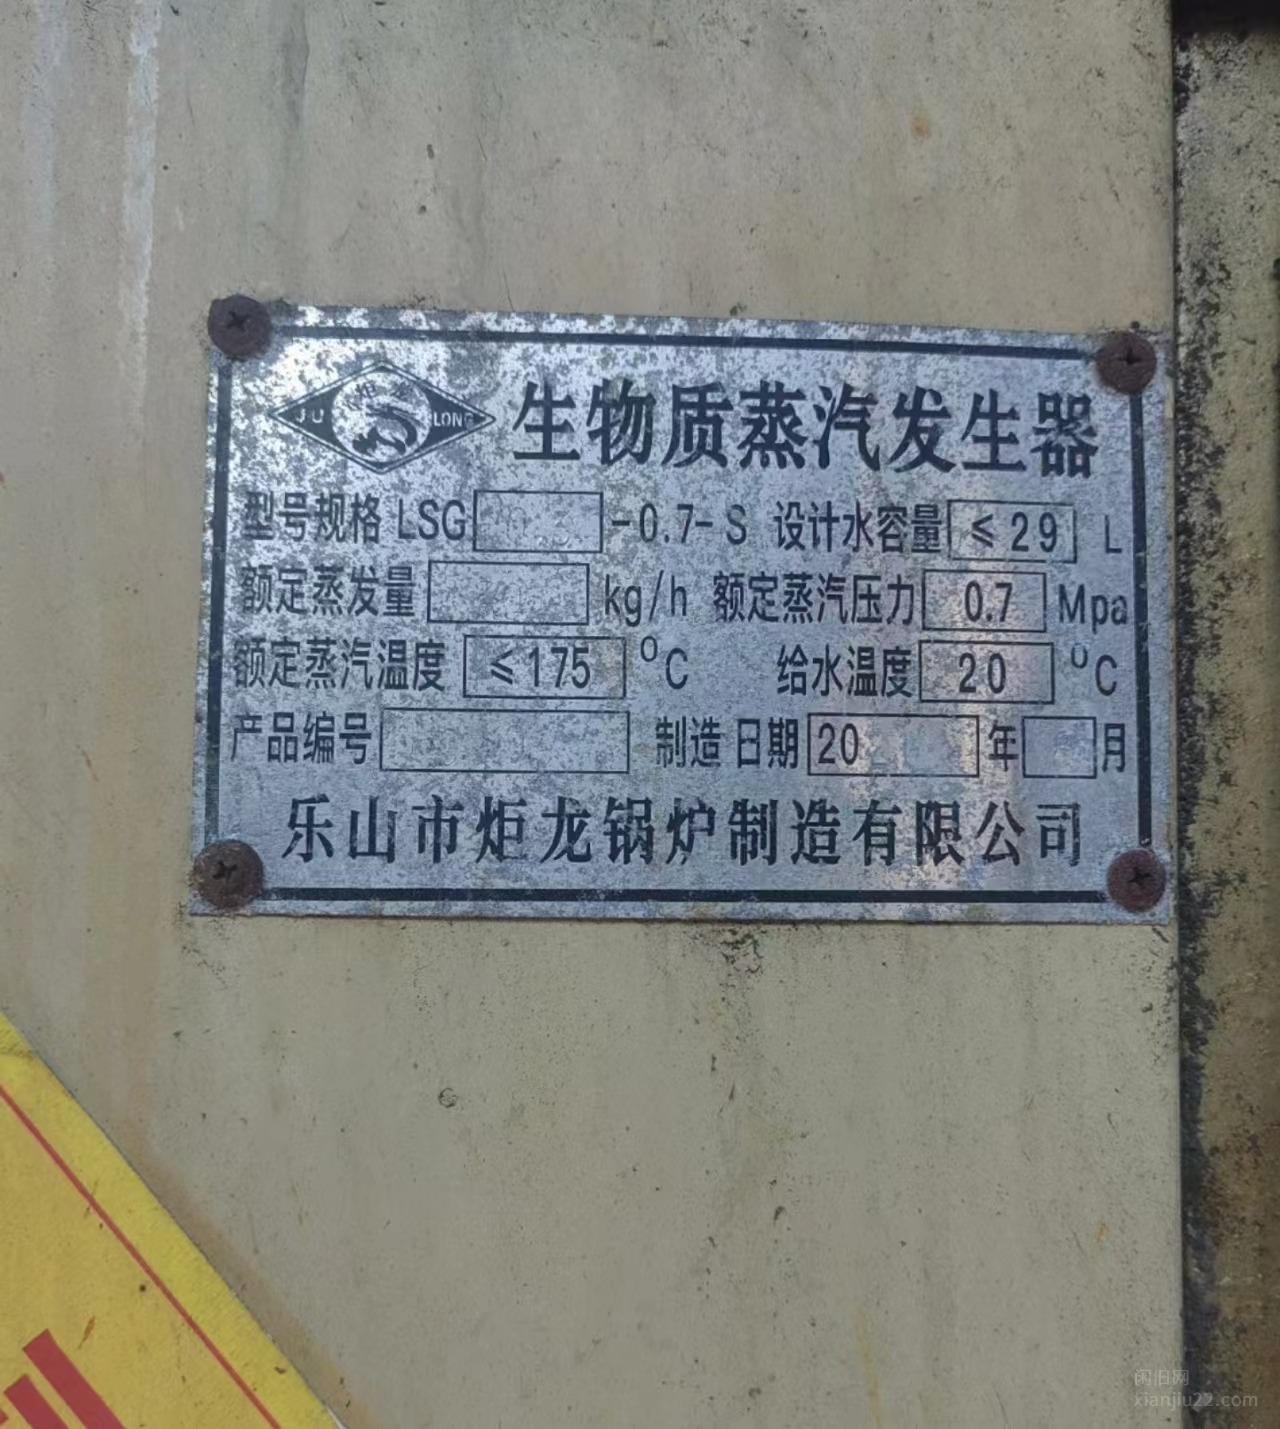 JU LONG 生物质蒸汽发生器
型号规格 LSG -0.7-S 设计水容量 ≤29 L
额定蒸发量 kg/h 额定蒸汽压力 0.7 Mpa
额定蒸汽温度 ≤175 ºC 给水温度 20 ºC
产品编号 制造日期 20 年 月
乐山市炬龙锅炉制造有限公司
闲旧网
xianjiu22.com